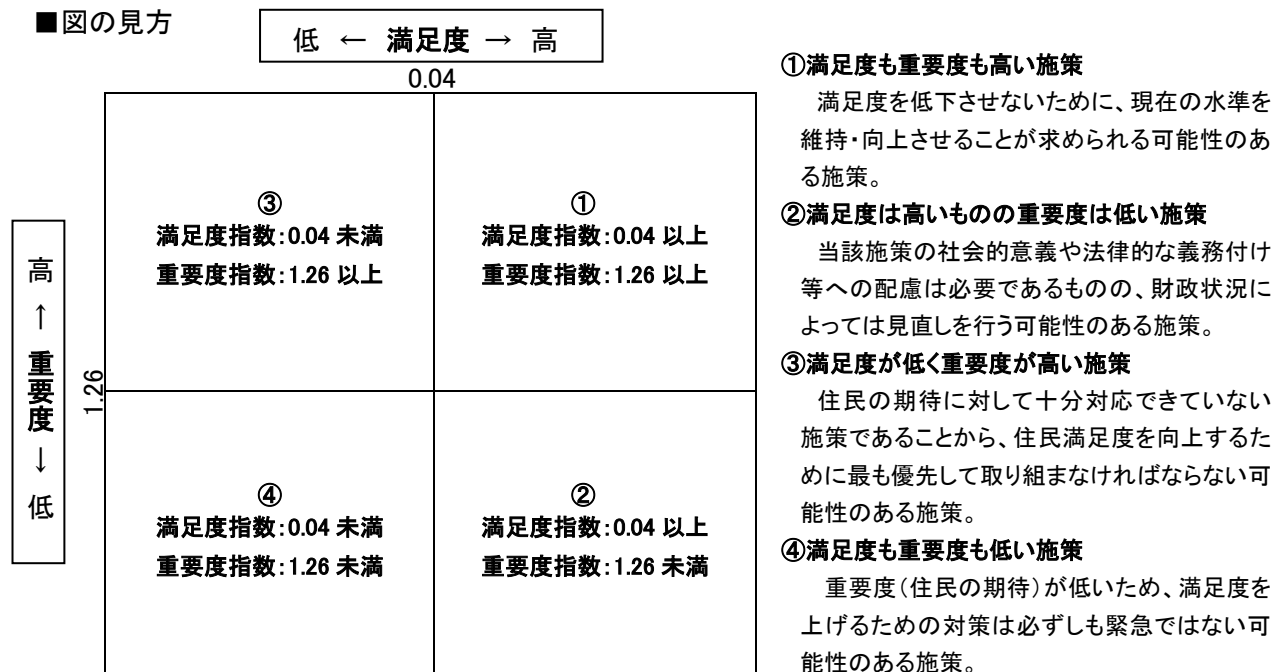 ■図の見方
低 ← 満足度 → 高
0.04
高 ↑ 重要度 ↓ 低
1.26
③
満足度指数：0.04 未満
重要度指数：1.26 以上
①
満足度指数：0.04 以上
重要度指数：1.26 以上
④
満足度指数：0.04 未満
重要度指数：1.26 未満
②
満足度指数：0.04 以上
重要度指数：1.26 未満
①満足度も重要度も高い施策
満足度を低下させないために、現在の水準を
維持・向上させることが求められる可能性のあ
る施策。
②満足度は高いものの重要度は低い施策
当該施策の社会的意義や法律的な義務付け
等への配慮は必要であるものの、財政状況に
よっては見直しを行う可能性のある施策。
③満足度が低く重要度が高い施策
住民の期待に対して十分対応できていない
施策であることから、住民満足度を向上するた
めに最も優先して取り組まなければならない可
能性のある施策。
④満足度も重要度も低い施策
重要度（住民の期待）が低いため、満足度を
上げるための対策は必ずしも緊急ではない可
能性のある施策。